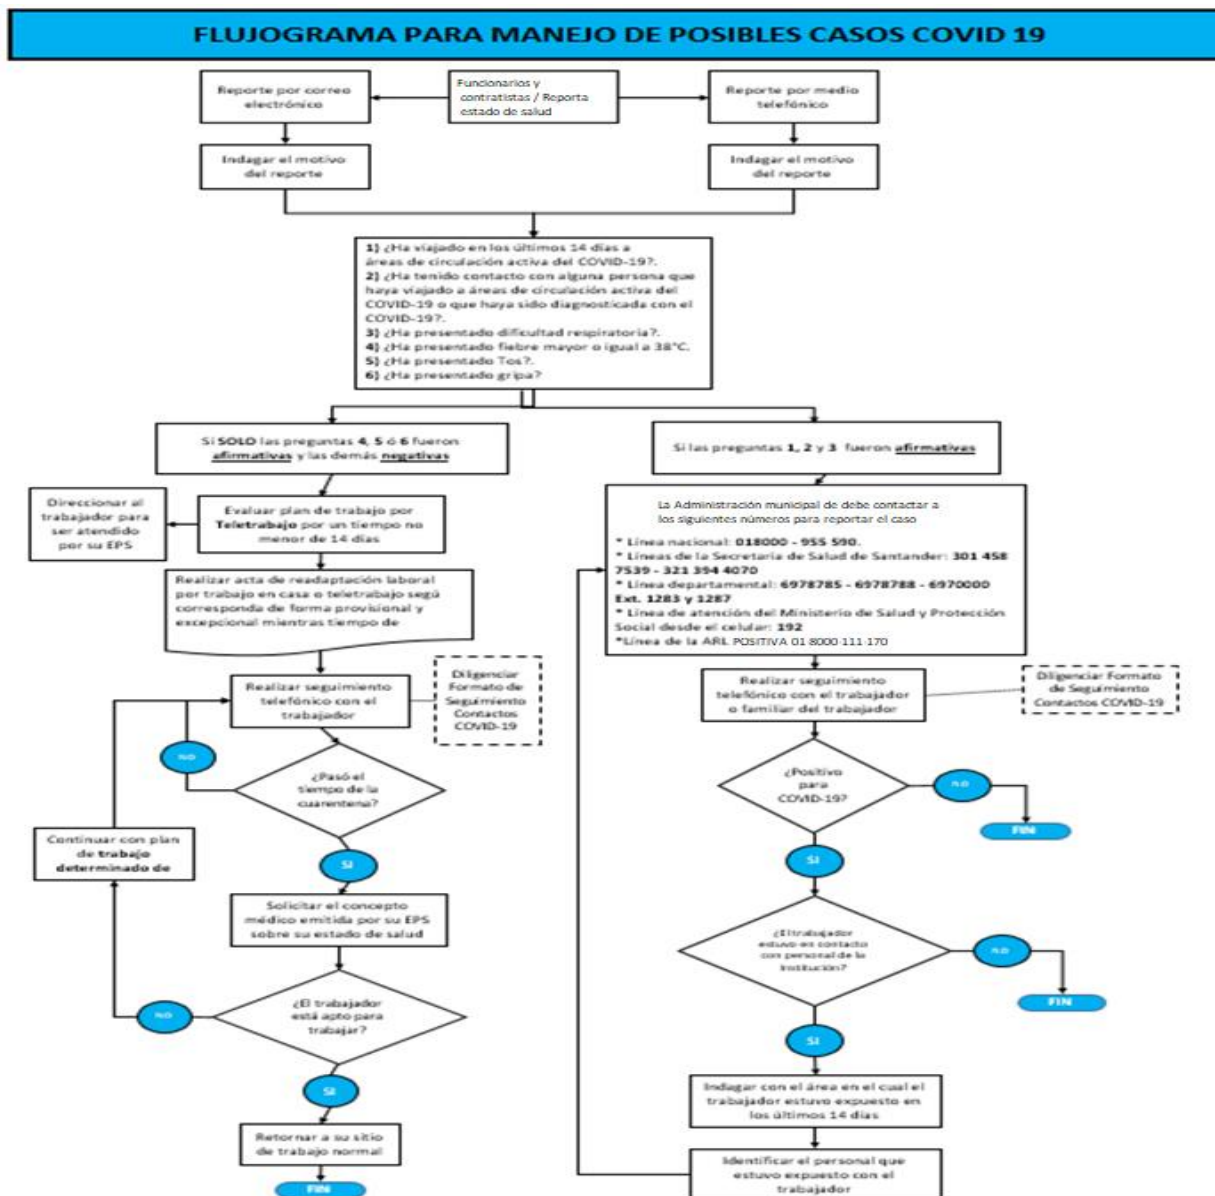 FLUJOGRAMA PARA MANEJO DE POSIBLES CASOS COVID 19
Reporte por correo
electrónico
Funcionarios y
contratistas / Reporta
estado de salud
Reporte por medio
telefónico
Indagar el motivo
del reporte
Indagar el motivo
del reporte
1) ¿Ha viajado en los últimos 14 días a
áreas de circulación activa del COVID-19?.
2) ¿Ha tenido contacto con alguna persona que
haya viajado a áreas de circulación activa del
COVID-19 o que haya sido diagnosticada con el
COVID-19?.
3) ¿Ha presentado dificultad respiratoria?.
4) ¿Ha presentado fiebre mayor o igual a 38°C.
5) ¿Ha presentado Tos?.
6) ¿Ha presentado gripa?
Si SOLO las preguntas 4, 5 ó 6 fueron
afirmativas y las demás negativas
Si las preguntas 1, 2 y 3 fueron afirmativas
Direccionar al
trabajador para
ser atendido
por su EPS
Evaluar plan de trabajo por
Teletrabajo por un tiempo no
menor de 14 días
La Administración municipal de debe contactar a
los siguientes números para reportar el caso
* Línea nacional: 018000 - 955 590.
* Líneas de la Secretaria de Salud de Santander: 301 458
7539 - 321 394 4070
* Línea departamental: 6978785 - 6978788 - 6970000
Ext. 1283 y 1287
* Línea de atención del Ministerio de Salud y Protección
Social desde el celular: 192
*Línea de la ARL POSITIVA 01-8000-111-170
Realizar acta de readaptación laboral
por trabajo en casa o teletrabajo segú
corresponda de forma provisional y
excepcional mientras tiempo de
Realizar seguimiento
telefónico con el
trabajador
Diligenciar
Formato de
Seguimiento
Contactos
COVID-19
Realizar seguimiento
telefónico con el trabajador
o familiar del trabajador
Diligenciar Formato
de Seguimiento
Contactos COVID-19
NO
¿Pasó el
tiempo de la
cuarentena?
¿Positivo
para
COVID-19?
NO
FIN
Continuar con plan
de trabajo
determinado de
SI
SI
Solicitar el concepto
médico emitida por su EPS
sobre su estado de salud
¿El trabajador
estuvo en contacto
con personal de la
Institución?
NO
FIN
NO
¿El trabajador
está apto para
trabajar?
SI
SI
Indagar con el área en el cual el
trabajador estuvo expuesto en
los últimos 14 días
Retornar a su sitio
de trabajo normal
Identificar el personal que
estuvo expuesto con el
trabajador
FIN